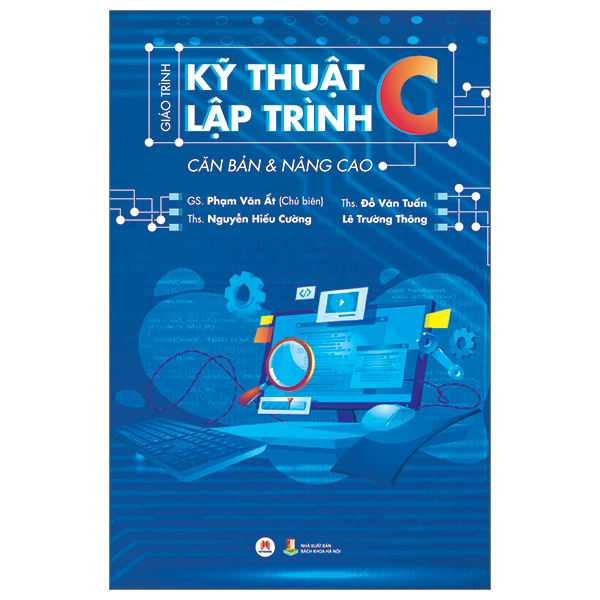 GIÁO TRÌNH
KỸ THUẬT
LẬP TRÌNH C
CĂN BẢN & NÂNG CAO
GS. Phạm Văn Ất (Chủ biên)
Ths. Đỗ Văn Tuấn
Ths. Nguyễn Hiếu Cường
Lê Trường Thông
</>
NHÀ XUẤT BẢN
BÁCH KHOA HÀ NỘI